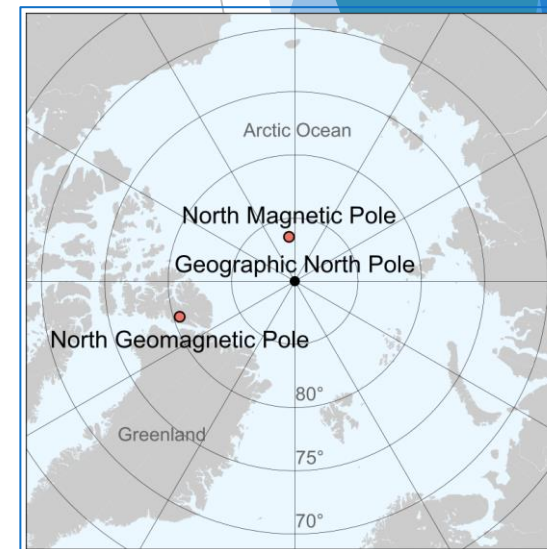 Arctic Ocean
North Magnetic Pole
Geographic North Pole
North Geomagnetic Pole
80°
Greenland
75°
70°